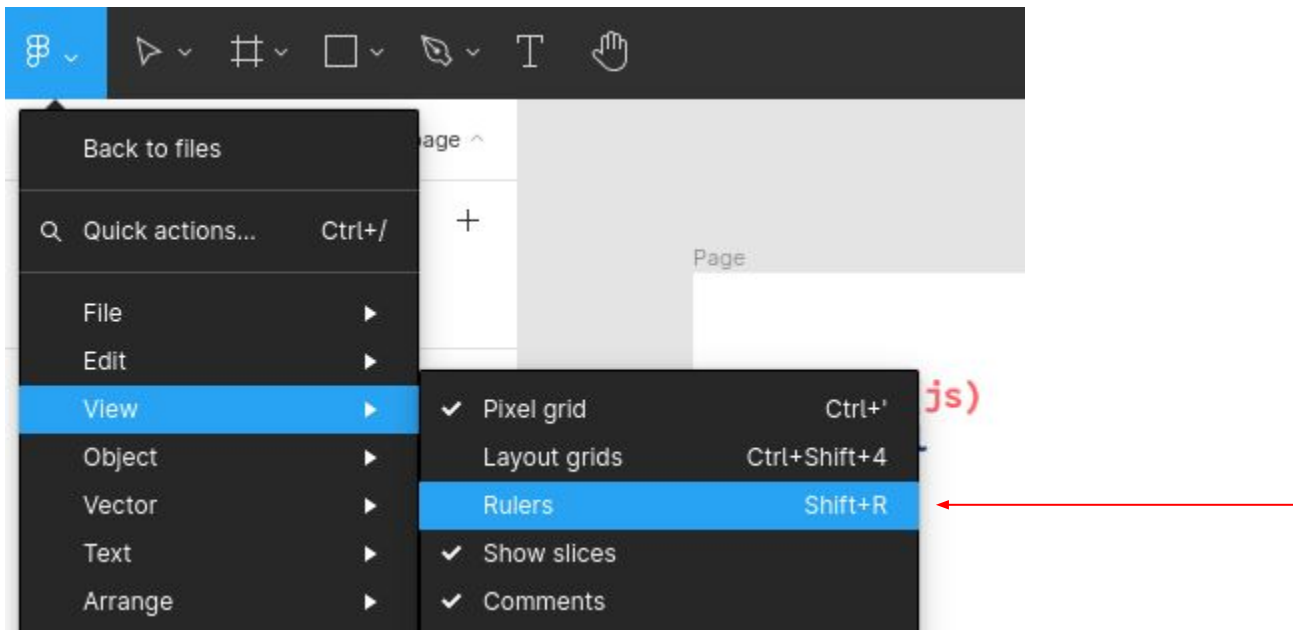 Back to files
age
Quick actions... Ctrl+/
Page
File
Edit
View
Object
Vector
Text
Arrange
Pixel grid Ctrl+'
Layout grids Ctrl+Shift+4
Rulers Shift+R
Show slices
Comments
js)